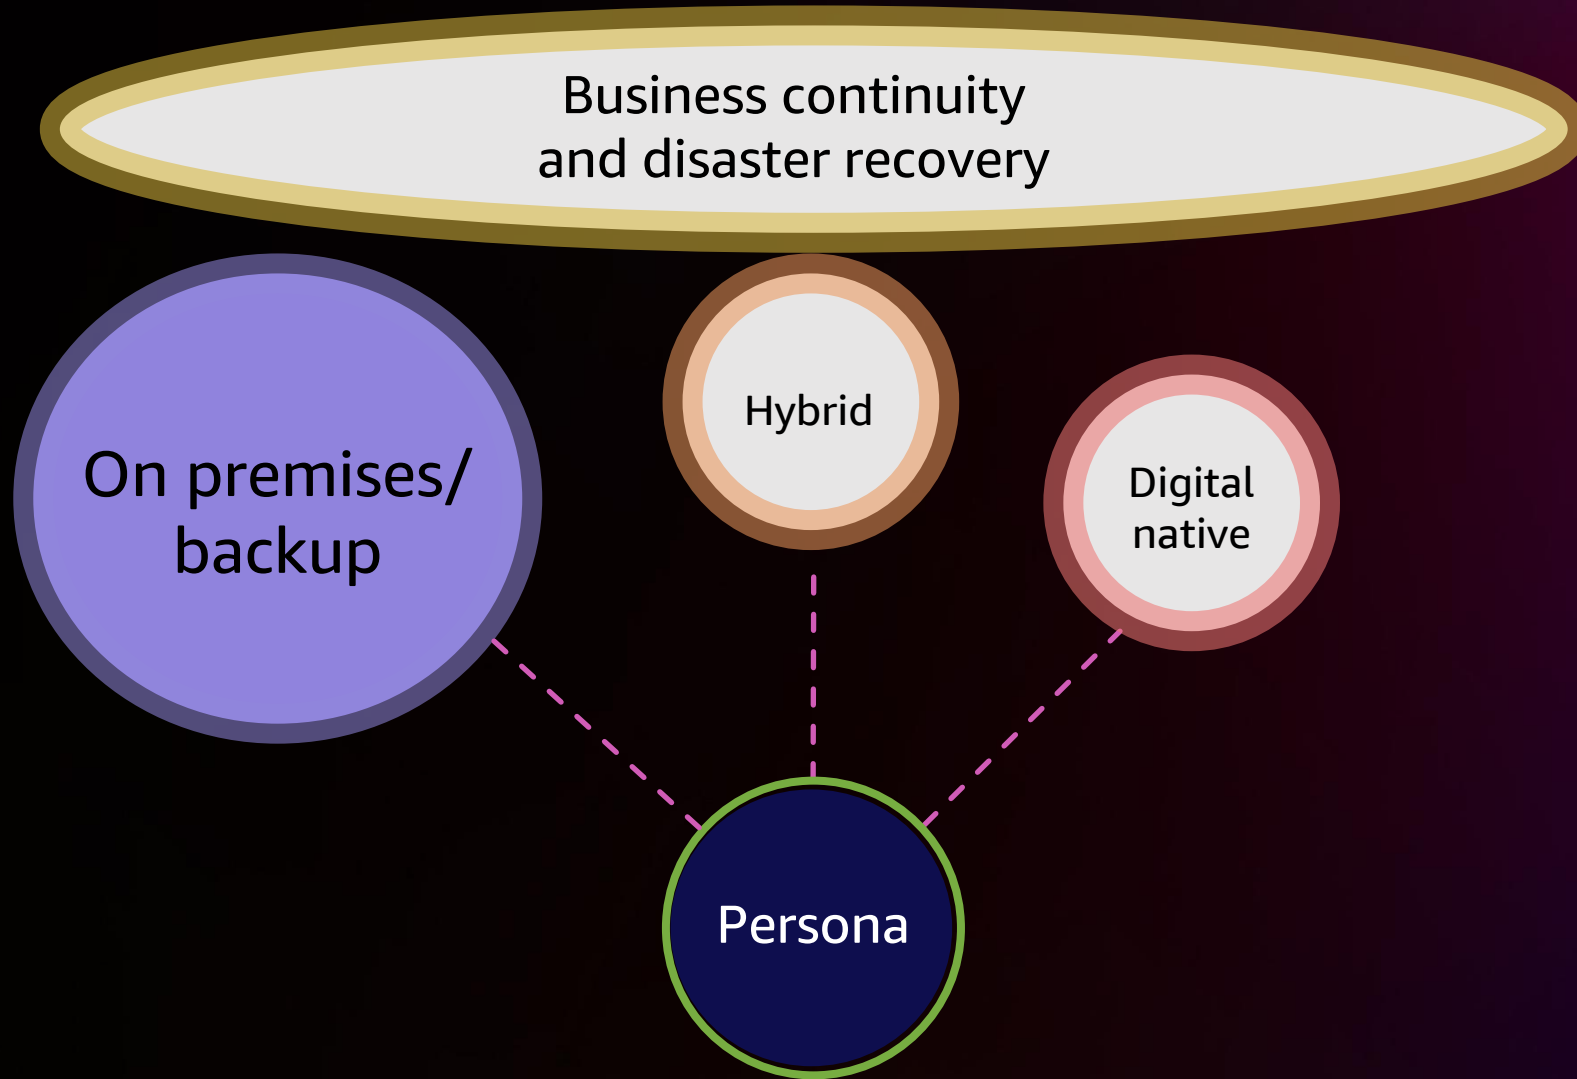 Business continuity
and disaster recovery
Hybrid
On premises/
backup
Digital
native
Persona